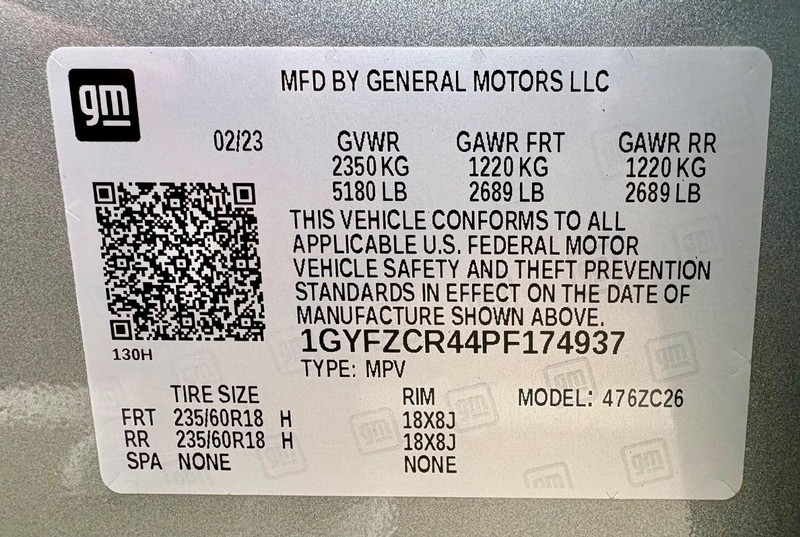 gm
MFD BY GENERAL MOTORS LLC
02/23 GVWR GAWR FRT GAWR RR
2350 KG 1220 KG 1220 KG
5180 LB 2689 LB 2689 LB
THIS VEHICLE CONFORMS TO ALL
APPLICABLE U.S. FEDERAL MOTOR
VEHICLE SAFETY AND THEFT PREVENTION
STANDARDS IN EFFECT ON THE DATE OF
MANUFACTURE SHOWN ABOVE.
1GYFZCR44PF174937
130H
TYPE: MPV
TIRE SIZE RIM MODEL: 476ZC26
FRT 235/60R18 H 18X8J
RR 235/60R18 H 18X8J
SPA NONE NONE